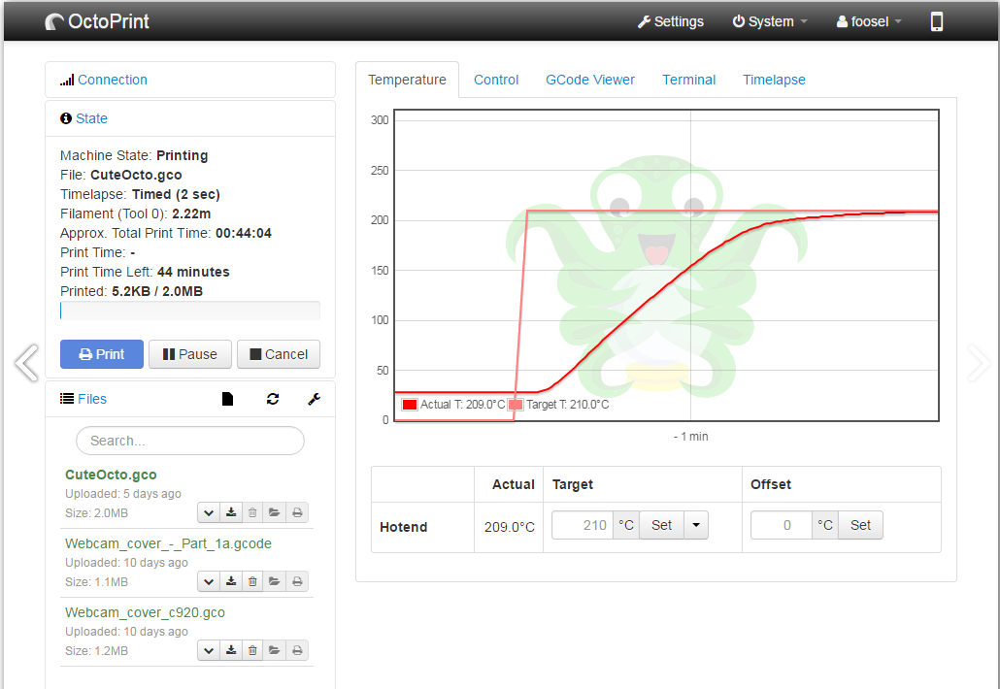 OctoPrint
Settings
System
foosel
Connection
State
Machine State: Printing
File: CuteOcto.gco
Timelapse: Timed (2 sec)
Filament (Tool 0): 2.22m
Approx. Total Print Time: 00:44:04
Print Time: -
Print Time Left: 44 minutes
Printed: 5.2KB / 2.0MB
Print
Pause
Cancel
Files
Search...
CuteOcto.gco
Uploaded: 5 days ago
Size: 2.0MB
Webcam_cover_-_Part_1a.gcode
Uploaded: 10 days ago
Size: 1.1MB
Webcam_cover_c920.gco
Uploaded: 10 days ago
Size: 1.2MB
Temperature
Control
GCode Viewer
Terminal
Timelapse
300
250
200
150
100
50
0
Actual T: 209.0°C
Target T: 210.0°C
- 1 min
Actual
Target
Offset
Hotend
209.0°C
210 °C Set
0 °C Set